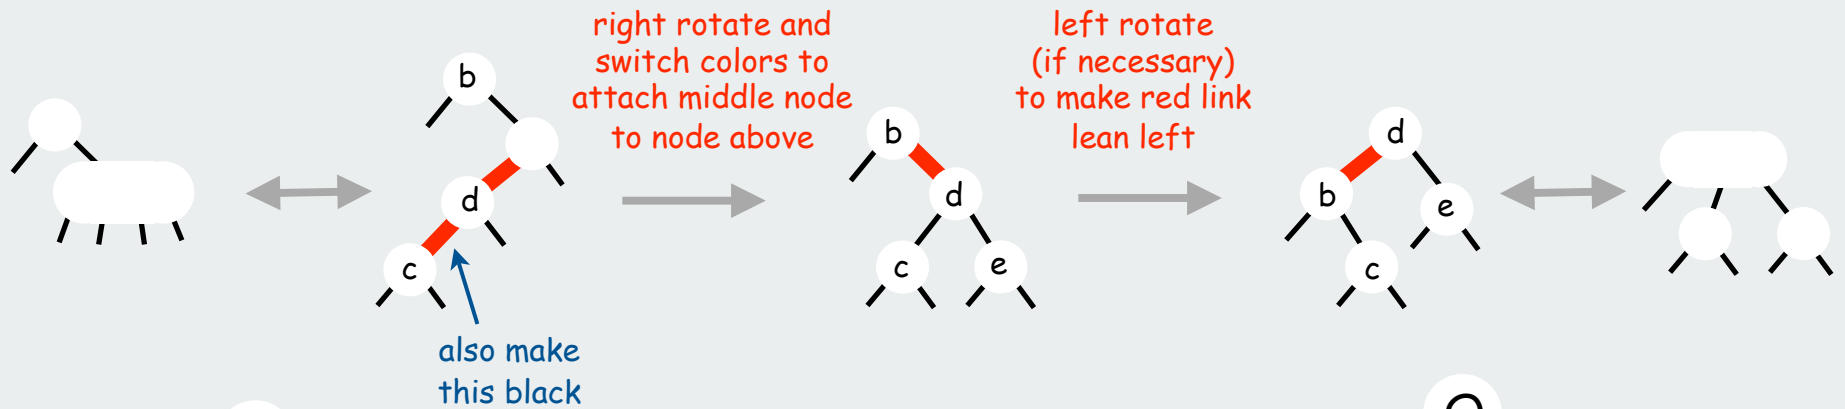 right rotate and
switch colors to
attach middle node
to node above
left rotate
(if necessary)
to make red link
lean left
b
d
c
also make
this black
b
d
c
e
d
b
e
c